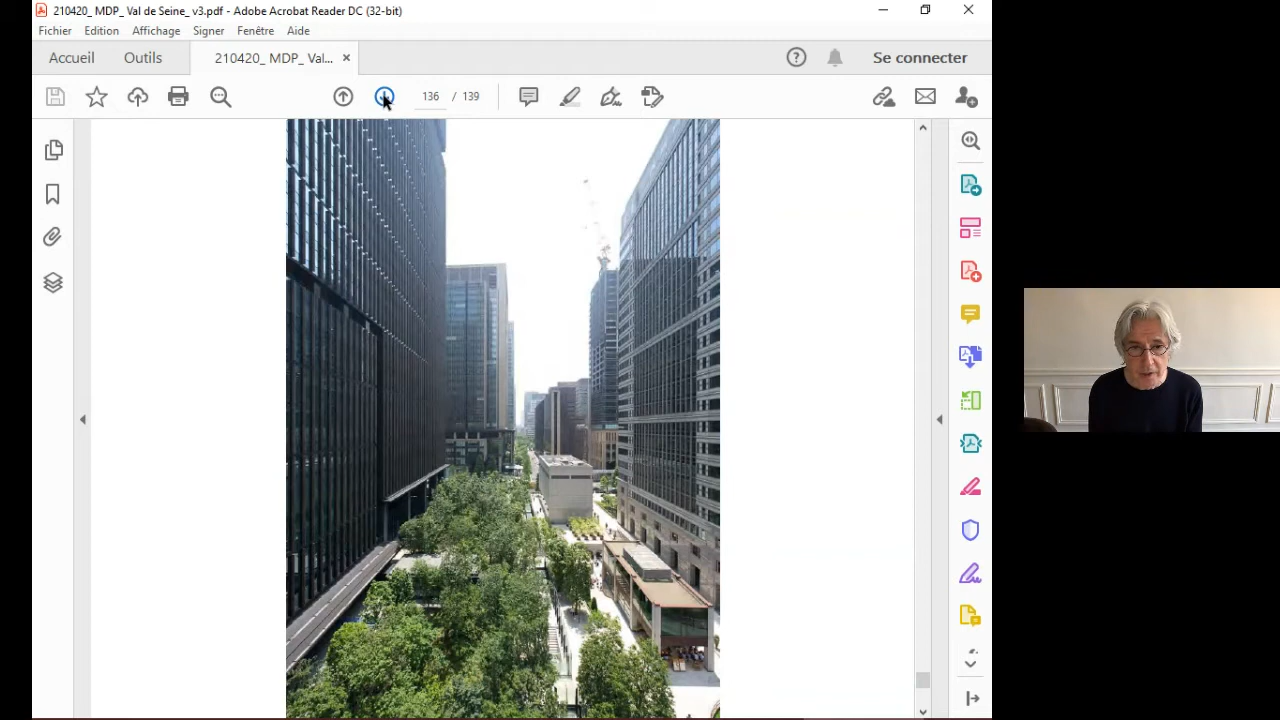 210420_ MDP_ Val de Seine_ v3.pdf - Adobe Acrobat Reader DC (32-bit)
Fichier Edition Affichage Signer Fenêtre Aide
Accueil Outils 210420_ MDP_ Val... × Se connecter
136 / 139